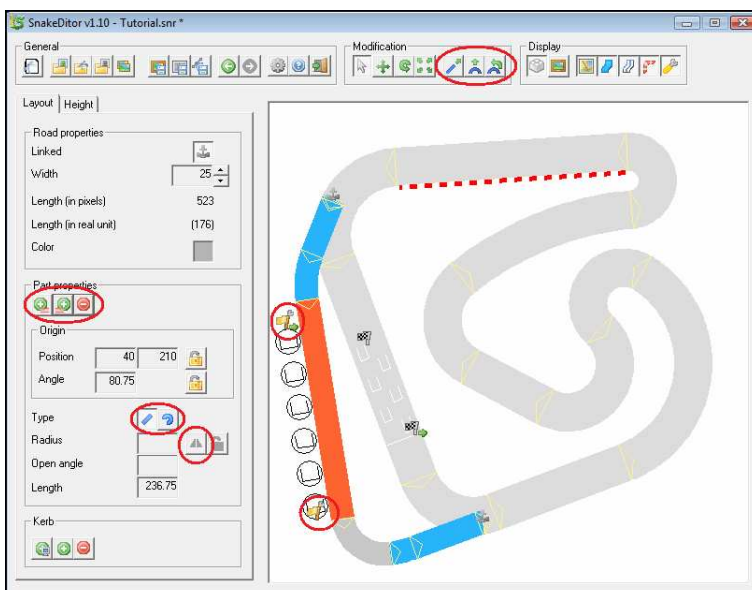 SnakeDitor v1.10 - Tutorial.snr *
General
Modification
Display
Layout
Height
Road properties
Linked
Width 25
Length (in pixels) 523
Length (in real unit) (176)
Color
Part properties
Origin
Position 40 210
Angle 80.75
Type
Radius
Open angle
Length 236.75
Kerb